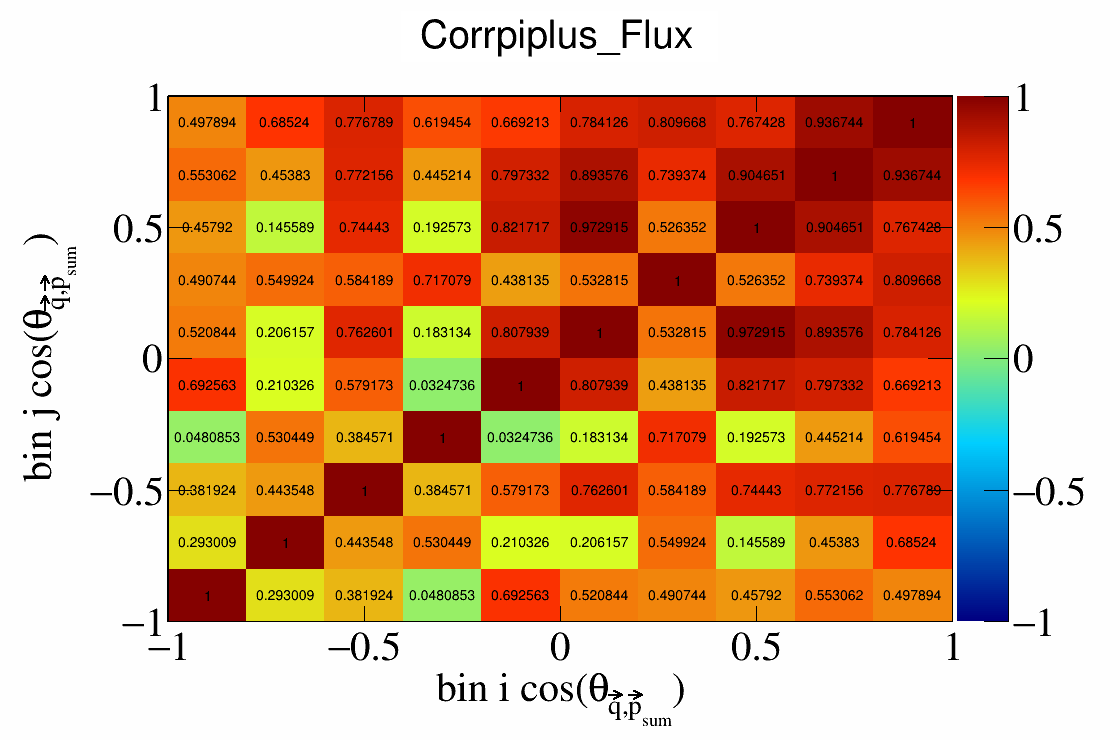 Corrpiplus_Flux
1 0.497894 0.68524 0.776789 0.619454 0.669213 0.784126 0.809668 0.767428 0.936744 1 1
0.553062 0.45383 0.772156 0.445214 0.797332 0.893576 0.739374 0.904651 1 0.936744
0.5 0.45792 0.145589 0.74443 0.192573 0.821717 0.972915 0.526352 1 0.904651 0.767428 0.5
0.490744 0.549924 0.584189 0.717079 0.438135 0.532815 1 0.526352 0.739374 0.809668
0.520844 0.206157 0.762601 0.183134 0.807939 1 0.532815 0.972915 0.893576 0.784126
0 0.692563 0.210326 0.579173 0.0324736 1 0.807939 0.438135 0.821717 0.797332 0.669213 0
0.0480853 0.530449 0.384571 1 0.0324736 0.183134 0.717079 0.192573 0.445214 0.619454
−0.5 0.381924 0.443548 1 0.384571 0.579173 0.762601 0.584189 0.74443 0.772156 0.776789 −0.5
0.293009 1 0.443548 0.530449 0.210326 0.206157 0.549924 0.145589 0.45383 0.68524
1 0.293009 0.381924 0.0480853 0.692563 0.520844 0.490744 0.45792 0.553062 0.497894
−1 −1
−1 −0.5 0 0.5 1
bin i cos(θq⃗,p⃗sum)
bin j cos(θq⃗,p⃗sum)